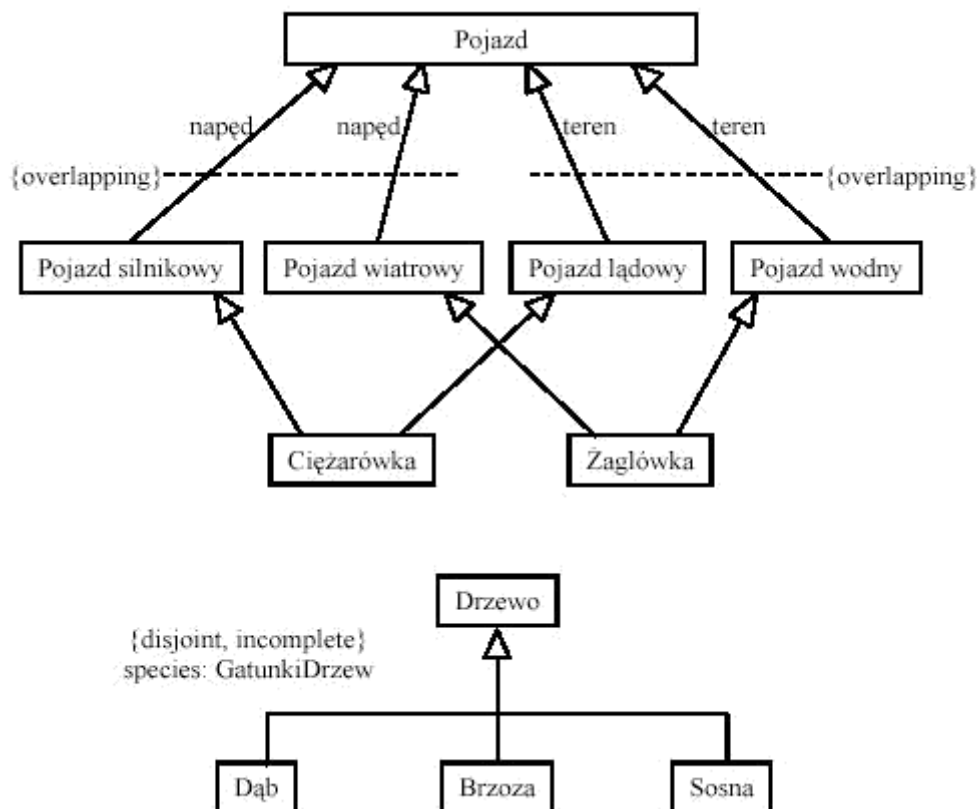 Pojazd
napęd napęd teren teren
{overlapping} {overlapping}
Pojazd silnikowy Pojazd wiatrowy Pojazd lądowy Pojazd wodny
Ciężarówka Żaglówka
Drzewo
{disjoint, incomplete}
species: GatunkiDrzew
Dąb Brzoza Sosna